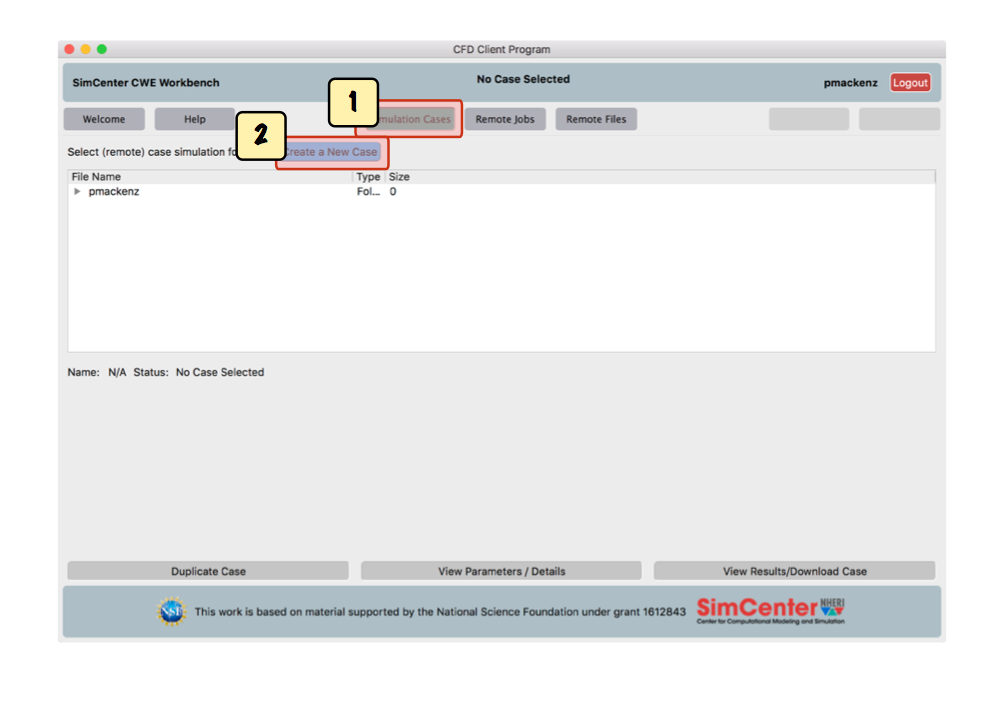 CFD Client Program
SimCenter CWE Workbench
No Case Selected
pmackenz
Logout
1
Welcome
Help
Cases
Remote Jobs
Remote Files
2
Select (remote) case simulation
Create a New Case
File Name
Type
Size
pmackenz
Fol...
0
Name: N/A Status: No Case Selected
Duplicate Case
View Parameters / Details
View Results/Download Case
NSF
This work is based on material supported by the National Science Foundation under grant 1612843
SimCenter
NHERI
Center for Computational Modeling and Simulation